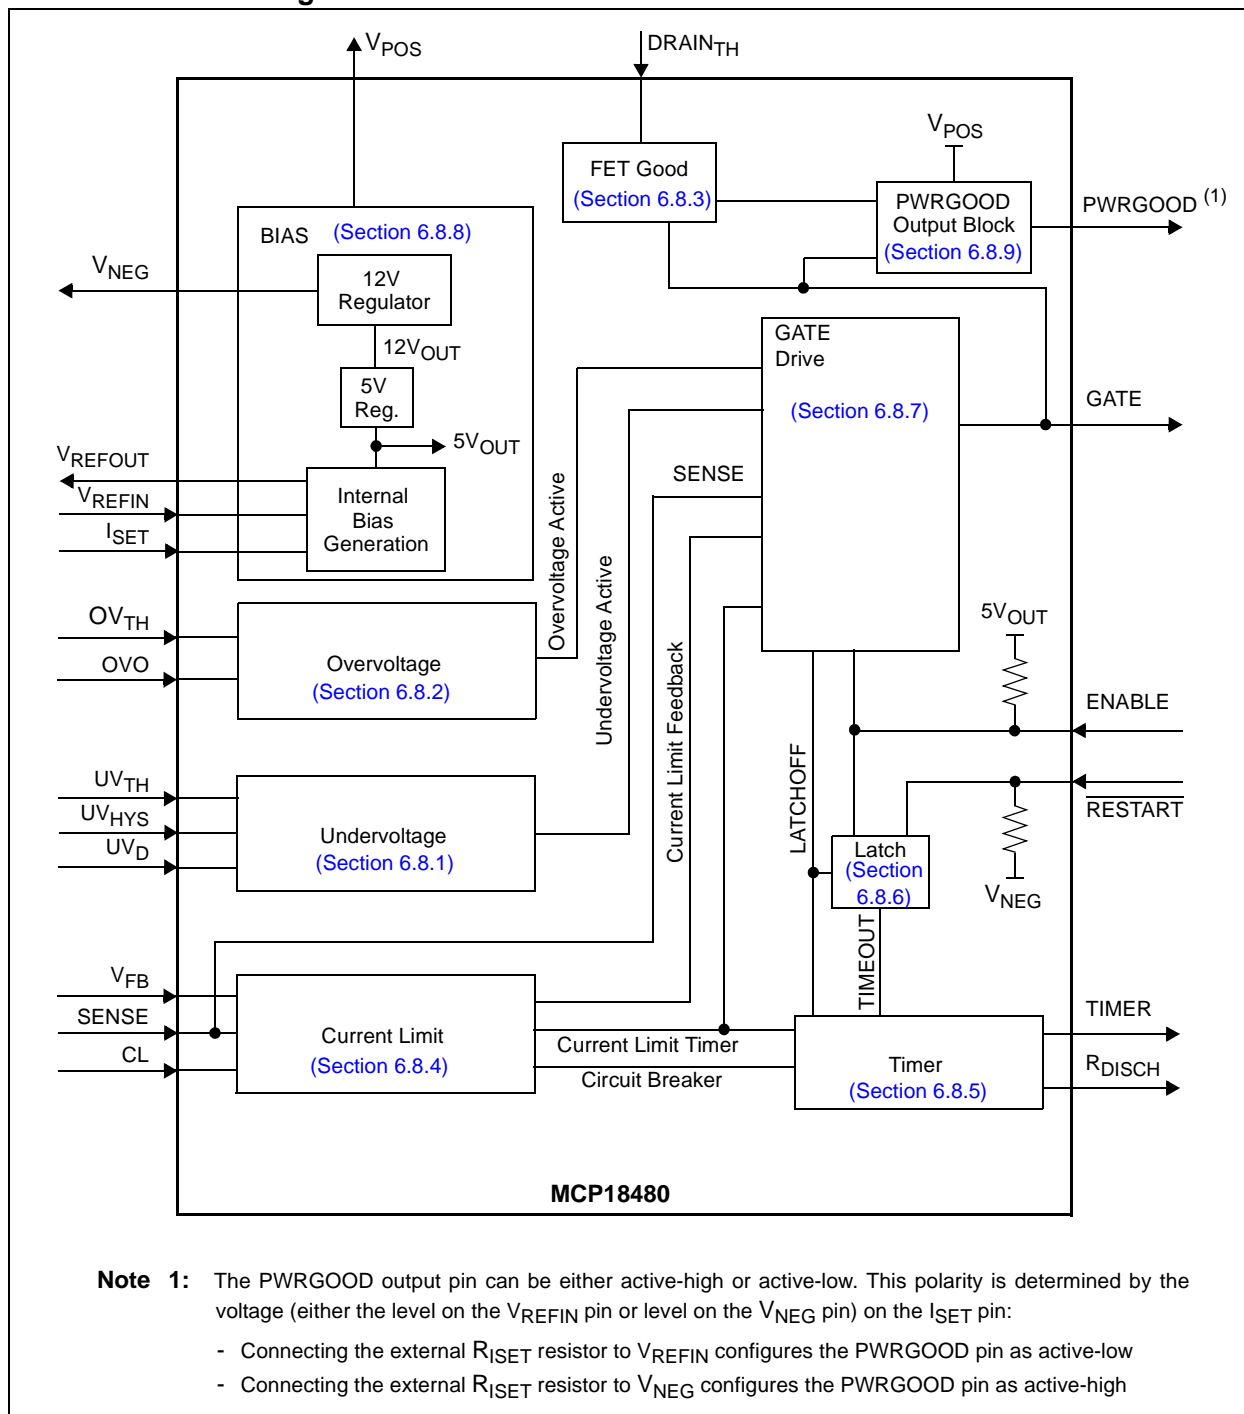 VPOS
DRAINTH
VPOS
FET Good
(Section 6.8.3)
PWRGOOD
Output Block
(Section 6.8.9)
PWRGOOD (1)
BIAS (Section 6.8.8)
VNEG
12V
Regulator
12VOUT
5V
Reg.
5VOUT
GATE
Drive
(Section 6.8.7)
GATE
VREFOUT
VREFIN
ISET
Internal
Bias
Generation
SENSE
Overvoltage Active
Undervoltage Active
Current Limit Feedback
OVTH
OVO
Overvoltage
(Section 6.8.2)
5VOUT
ENABLE
RESTART
LATCHOFF
Latch
(Section
6.8.6)
VNEG
UVTH
UVHYS
UVD
Undervoltage
(Section 6.8.1)
TIMEOUT
VFB
SENSE
CL
Current Limit
(Section 6.8.4)
Current Limit Timer
Circuit Breaker
Timer
(Section 6.8.5)
TIMER
RDISCH
MCP18480
Note 1: The PWRGOOD output pin can be either active-high or active-low. This polarity is determined by the
voltage (either the level on the VREFIN pin or level on the VNEG pin) on the ISET pin:
- Connecting the external RISET resistor to VREFIN configures the PWRGOOD pin as active-low
- Connecting the external RISET resistor to VNEG configures the PWRGOOD pin as active-high